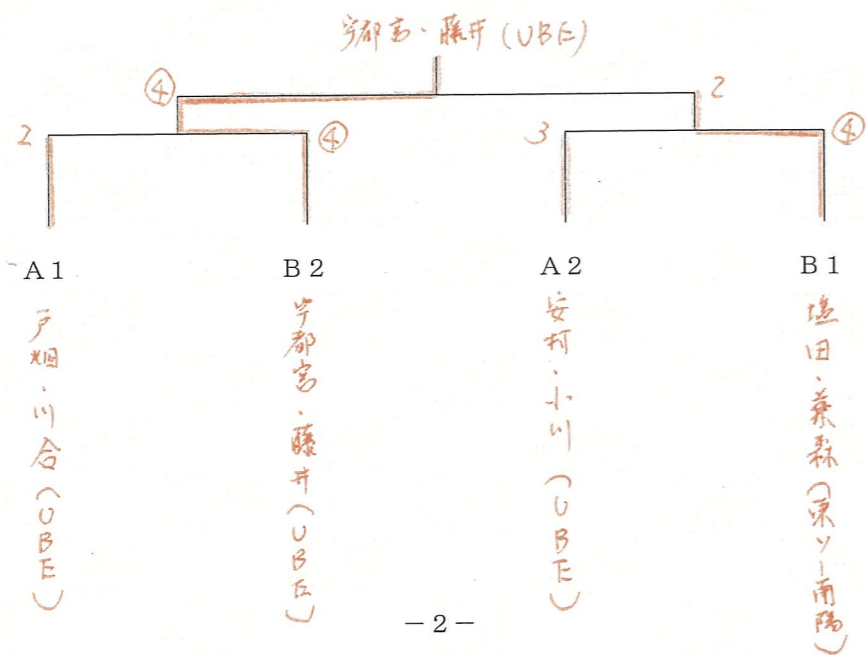 宇都宮・藤井(UBE)
④ 2
2 ④ 3 ④
A1 B2 A2 B1
戸畑・川合(UBE)
宇都宮・藤井(UBE)
安村・小川(UBE)
塩田・兼森(東ソー南陽)
-2-